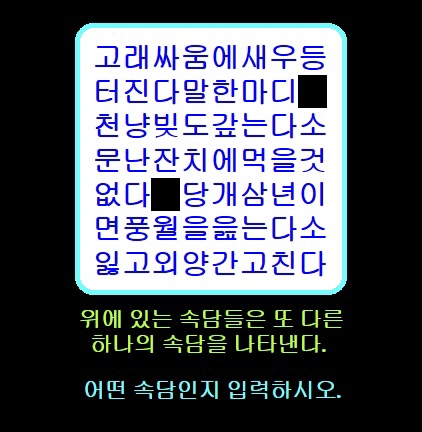 고래싸움에새우등
터진다말한마디
천냥빚도갚는다소
문난잔치에먹을것
없다 당개삼년이
면풍월을읊는다소
잃고외양간고친다
위에 있는 속담들은 또 다른
하나의 속담을 나타낸다.
어떤 속담인지 입력하시오.